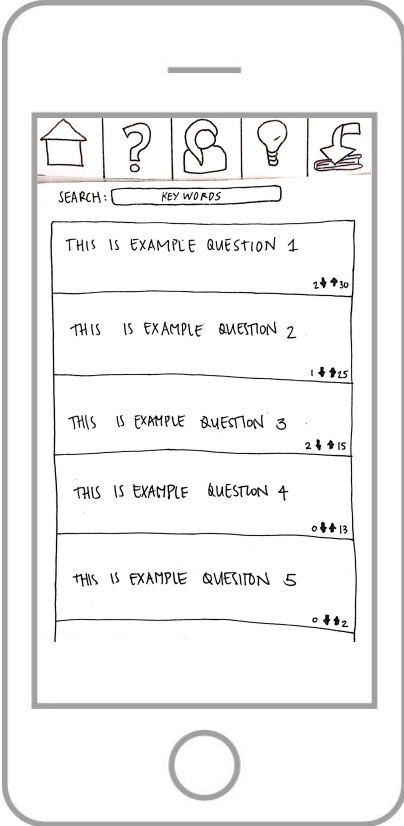 ?
SEARCH: KEY WORDS
THIS IS EXAMPLE QUESTION 1
2 ⬇ ⬆ 30
THIS IS EXAMPLE QUESTION 2
1 ⬇ ⬆ 25
THIS IS EXAMPLE QUESTION 3
2 ⬇ ⬆ 15
THIS IS EXAMPLE QUESTION 4
0 ⬇ ⬆ 13
THIS IS EXAMPLE QUESITON 5
0 ⬇ ⬆ 2